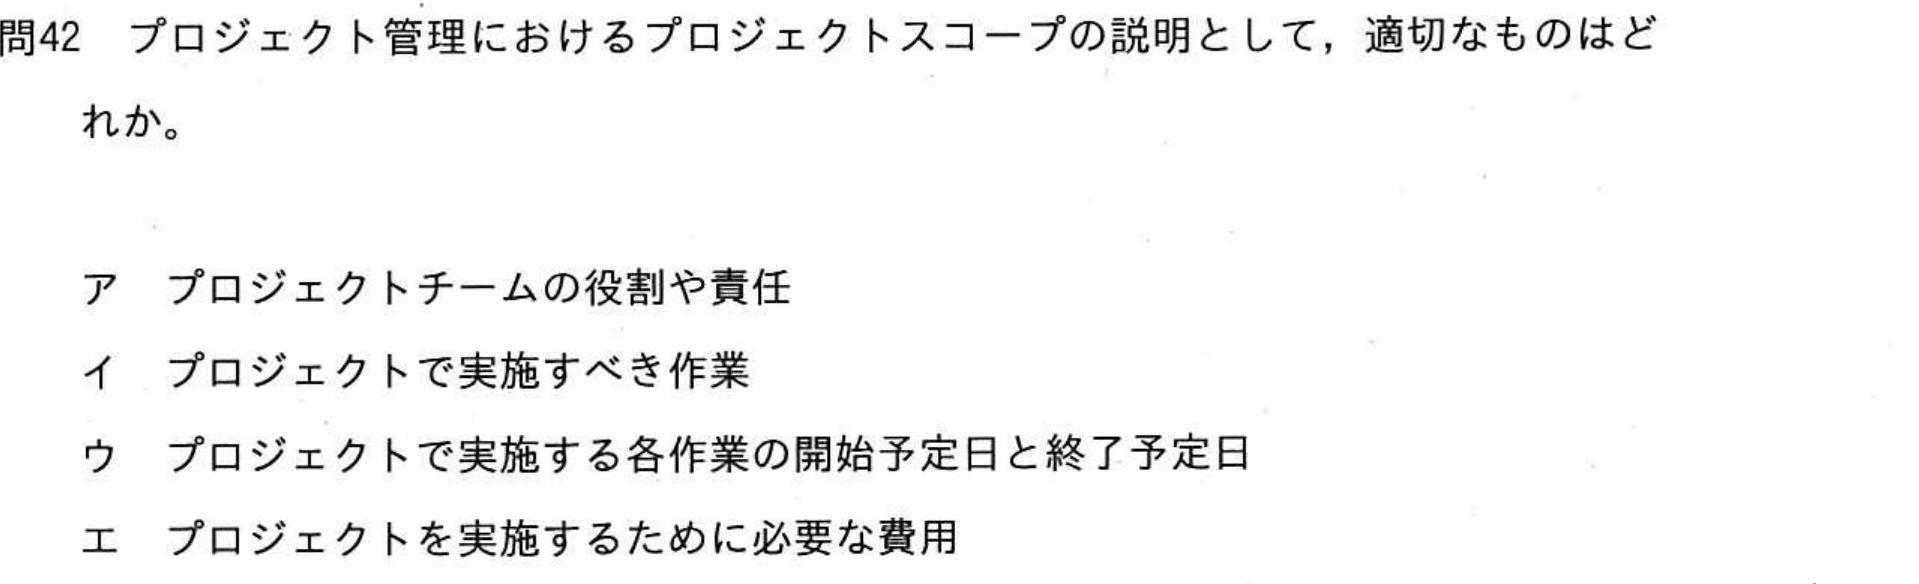 問42　プロジェクト管理におけるプロジェクトスコープの説明として，適切なものはど
れか。
ア　プロジェクトチームの役割や責任
イ　プロジェクトで実施すべき作業
ウ　プロジェクトで実施する各作業の開始予定日と終了予定日
エ　プロジェクトを実施するために必要な費用